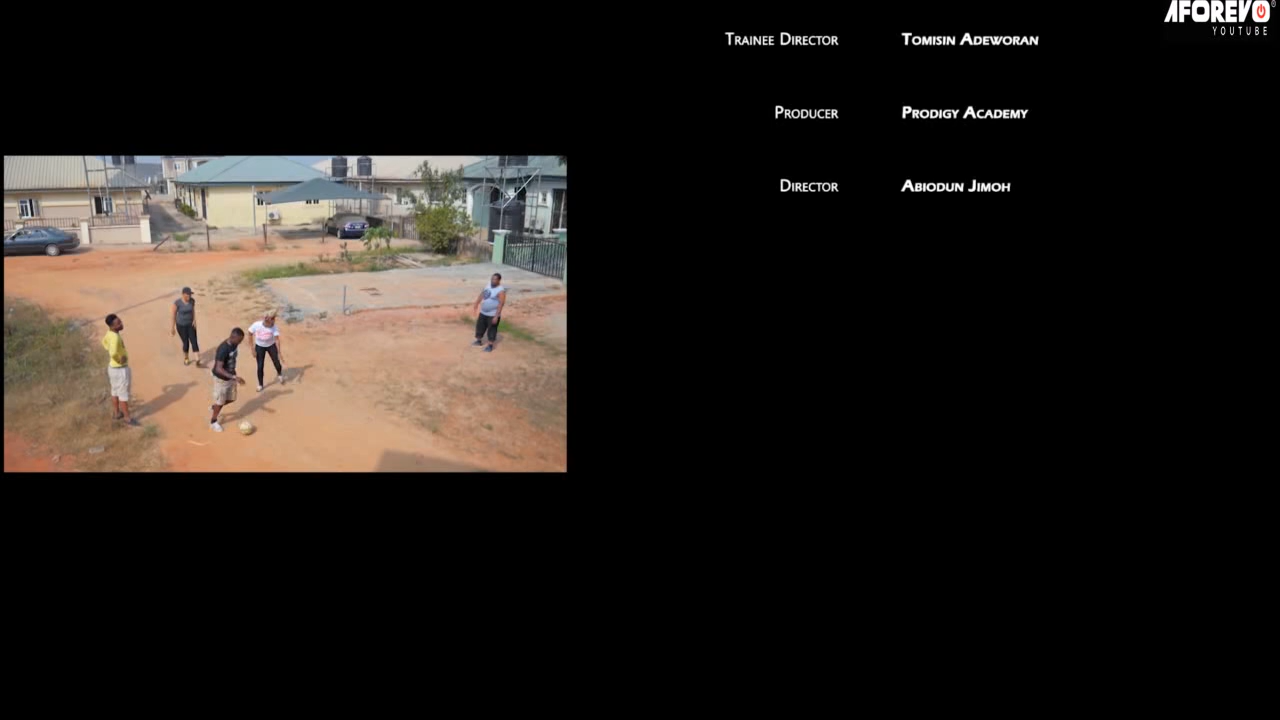 AFOREVO
YOUTUBE
Trainee Director Tomisin Adeworan
Producer Prodigy Academy
Director Abiodun Jimoh